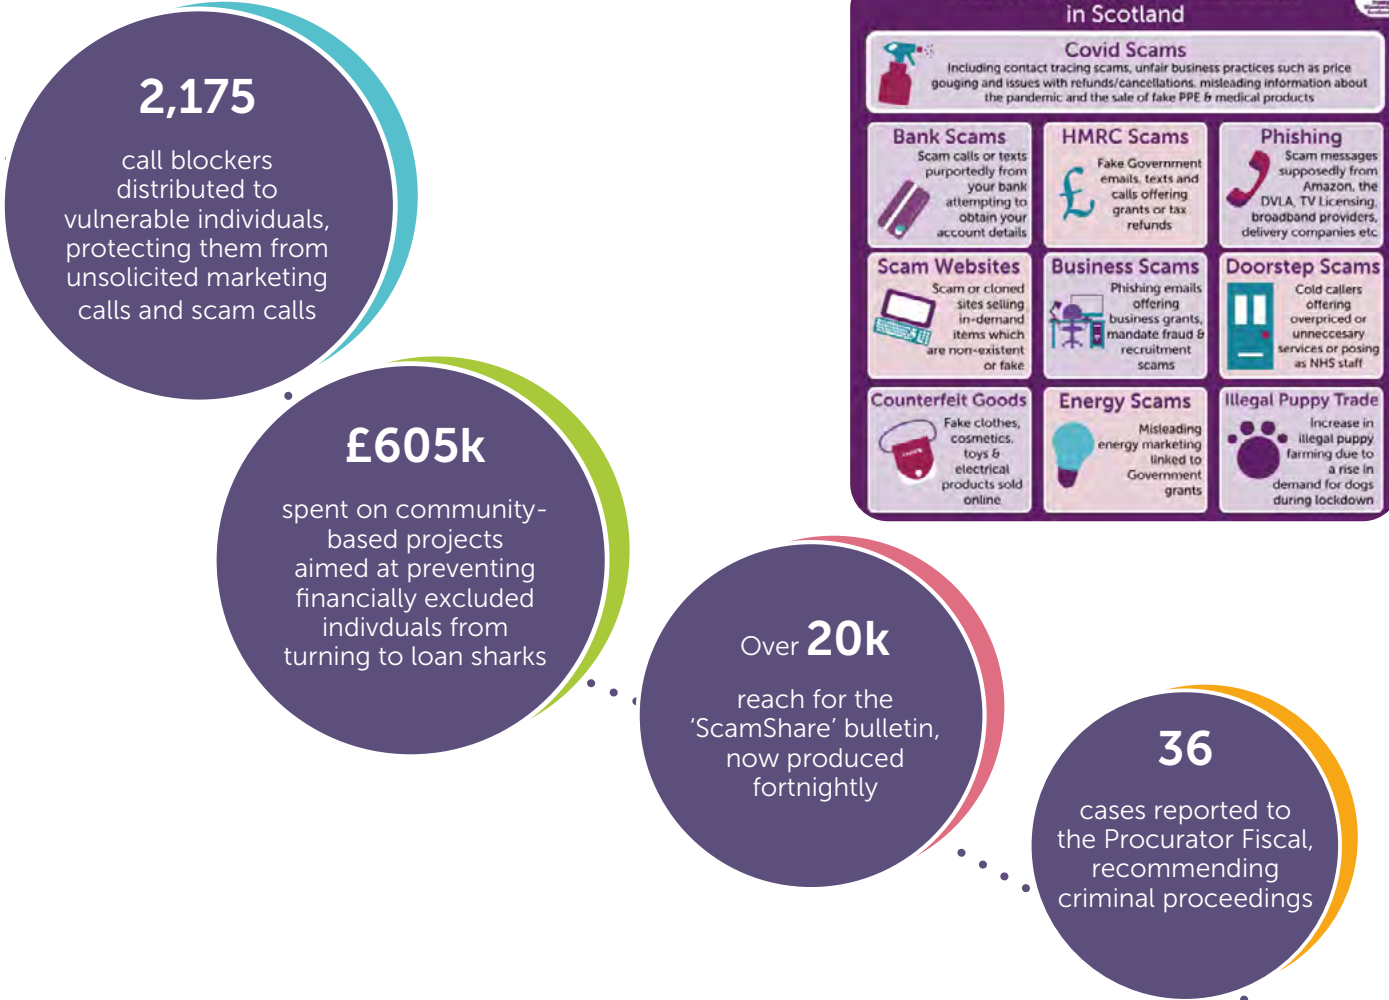 2,175
call blockers
distributed to
vulnerable individuals,
protecting them from
unsolicited marketing
calls and scam calls
£605k
spent on community-
based projects
aimed at preventing
financially excluded
indivduals from
turning to loan sharks
Over 20k
reach for the
‘ScamShare’ bulletin,
now produced
fortnightly
36
cases reported to
the Procurator Fiscal,
recommending
criminal proceedings
in Scotland
Covid Scams
Including contact tracing scams, unfair business practices such as price
gouging and issues with refunds/cancellations, misleading information about
the pandemic and the sale of fake PPE & medical products
Bank Scams
Scam calls or texts
purportedly from
your bank
attempting to
obtain your
account details
HMRC Scams
Fake Government
emails, texts and
calls offering
grants or tax
refunds
Phishing
Scam messages
supposedly from
Amazon, the
DVLA, TV Licensing,
broadband providers,
delivery companies etc
Scam Websites
Scam or cloned
sites selling
in-demand
items which
are non-existent
or fake
Business Scams
Phishing emails
offering
business grants,
mandate fraud &
recruitment
scams
Doorstep Scams
Cold callers
offering
overpriced or
unneccesary
services or posing
as NHS staff
Counterfeit Goods
Fake clothes,
cosmetics,
toys &
electrical
products sold
online
Energy Scams
Misleading
energy marketing
linked to
Government
grants
Illegal Puppy Trade
Increase in
illegal puppy
farming due to
a rise in
demand for dogs
during lockdown